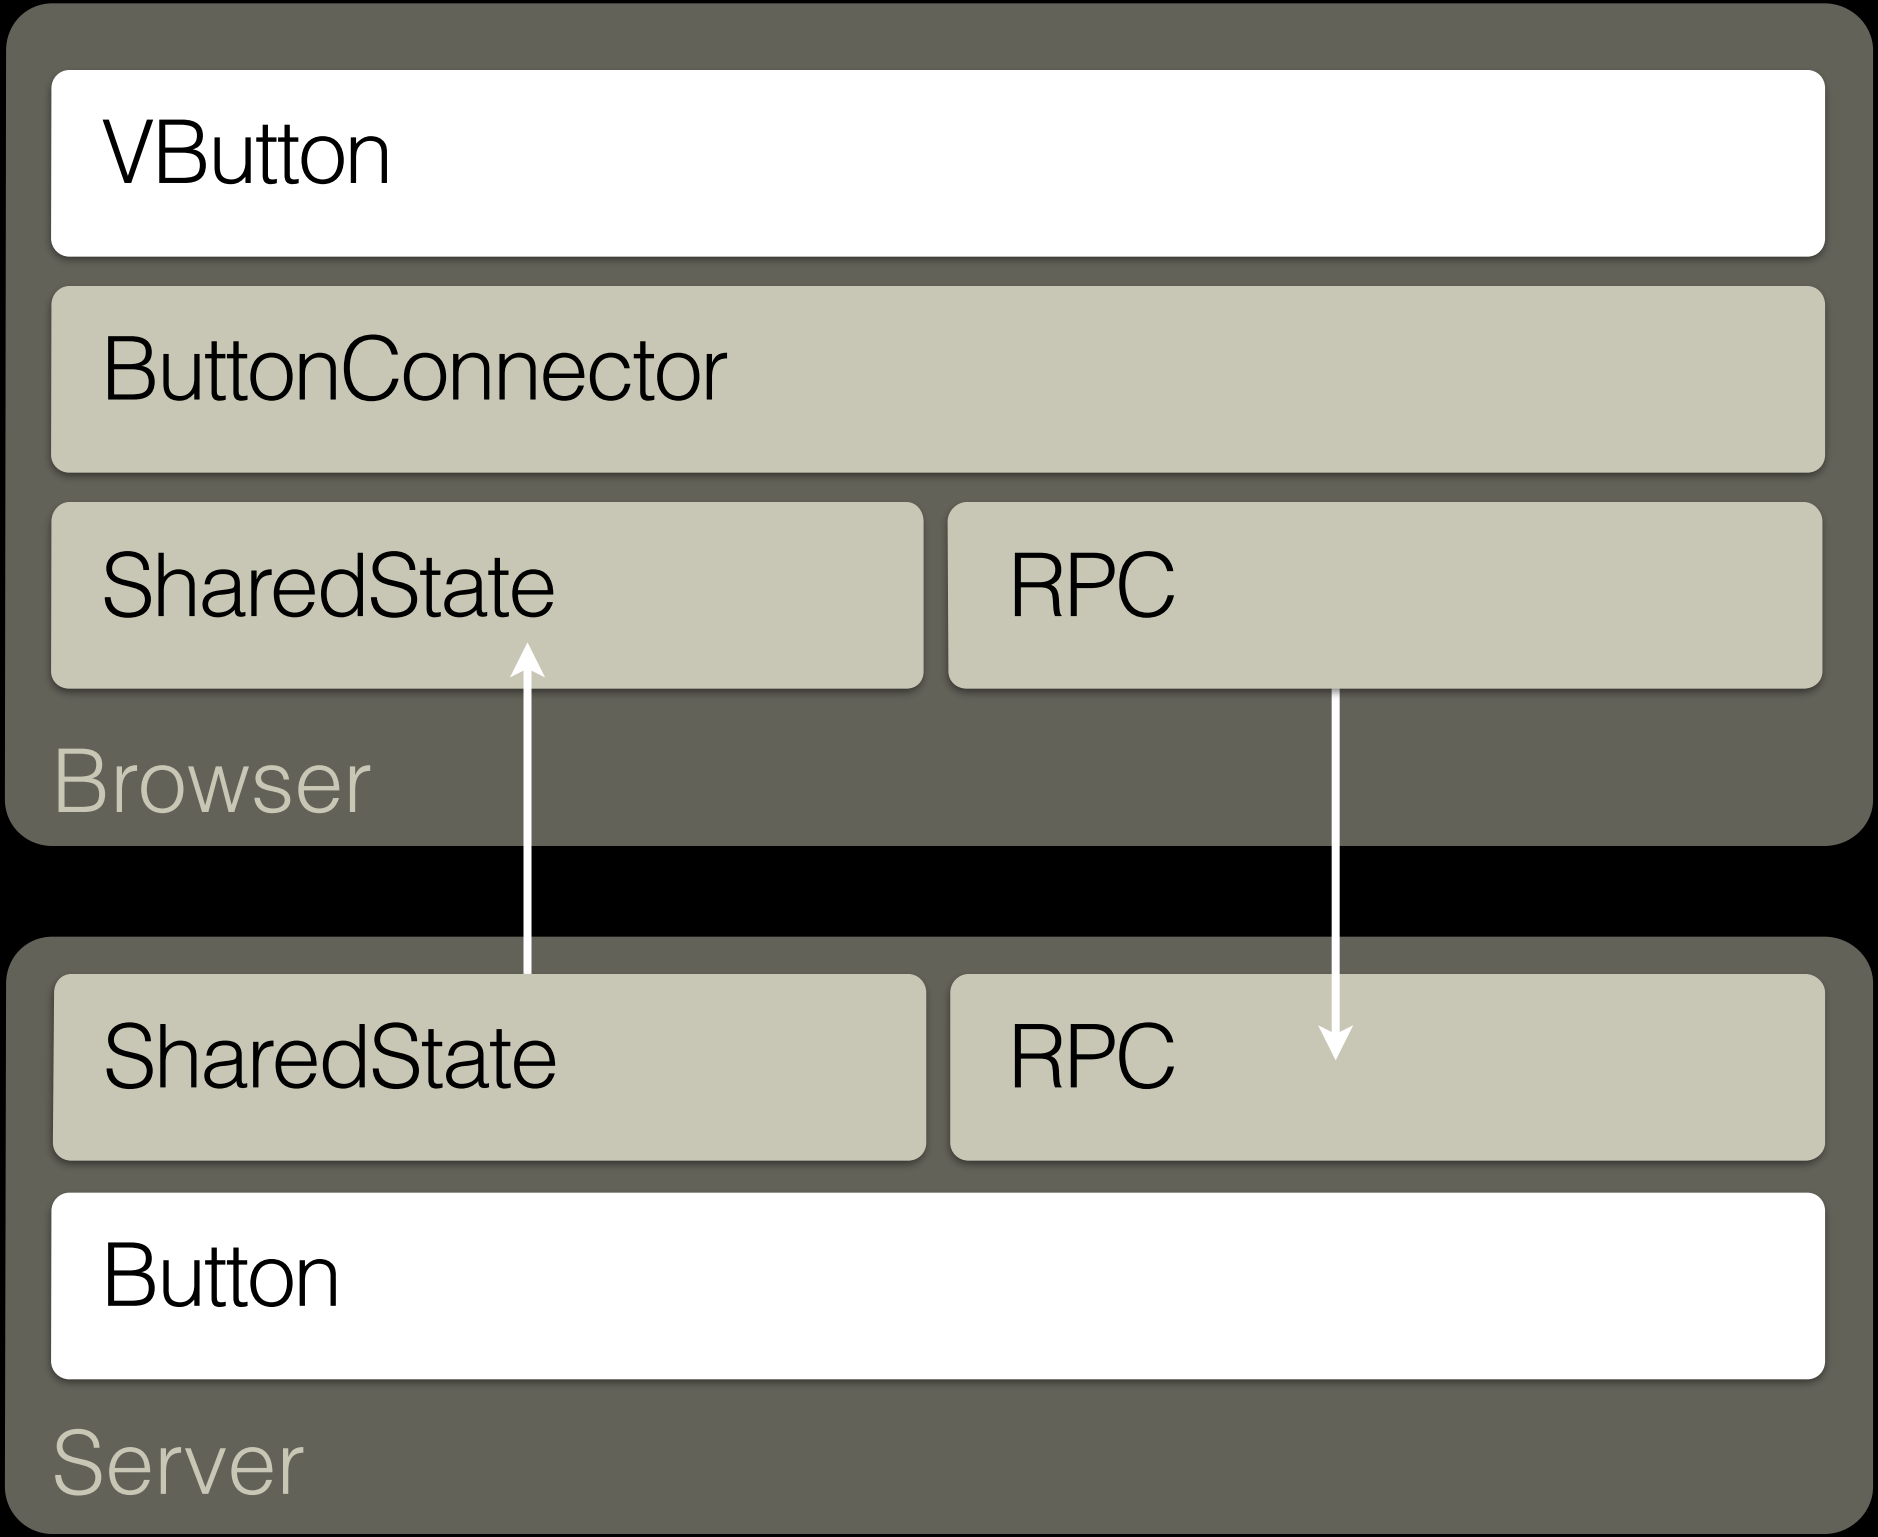 VButton
ButtonConnector
SharedState
RPC
Browser
SharedState
RPC
Button
Server